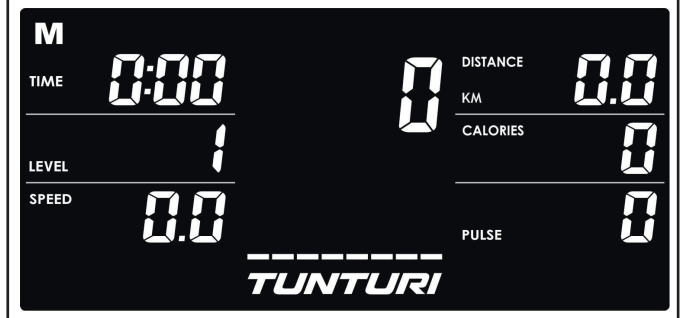 M
TIME 0:00
0
DISTANCE
KM 0.0
CALORIES 0
LEVEL 1
SPEED 0.0
PULSE 0
TUNTURI